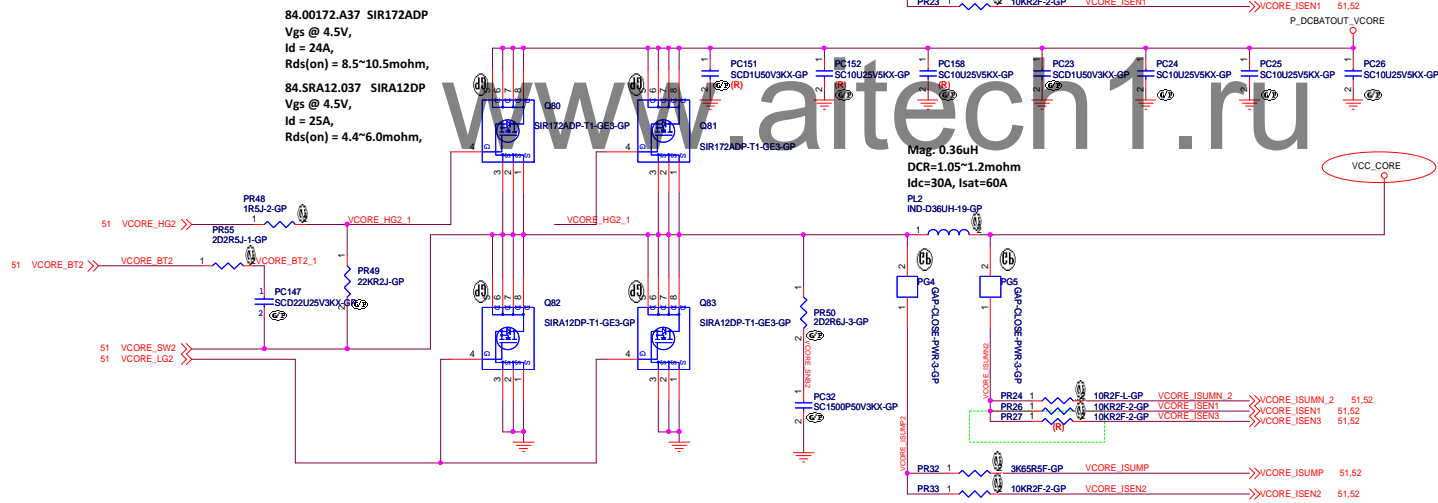 PR23 1 10KR2F-2-GP VCORE_ISEN1 VCORE_ISEN1 51,52
84.00172.A37 SIR172ADP
Vgs @ 4.5V,
Id = 24A,
Rds(on) = 8.5~10.5mohm,
84.SRA12.037 SIRA12DP
Vgs @ 4.5V,
Id = 25A,
Rds(on) = 4.4~6.0mohm,
P_DCBATOUT_VCORE
PC151
SCD1U50V3KX-GP
(R)
PC152
SC10U25V5KX-GP
(R)
PC158
SC10U25V5KX-GP
(R)
PC23
SCD1U50V3KX-GP
PC24
SC10U25V5KX-GP
PC25
SC10U25V5KX-GP
PC26
SC10U25V5KX-GP
www.aitech1.ru
Q80
SIR172ADP-T1-GE3-GP
Q81
SIR172ADP-T1-GE3-GP
Mag. 0.36uH
DCR=1.05~1.2mohm
Idc=30A, Isat=60A
PL2
IND-D36UH-19-GP
VCC_CORE
51 VCORE_HG2
PR48
1R5J-2-GP
VCORE_HG2_1
VCORE_HG2_1
PR55
2D2R5J-1-GP
51 VCORE_BT2 VCORE_BT2
VCORE_BT2_1
PC147
SCD22U25V3KX-GP
PR49
22KR2J-GP
51 VCORE_SW2
51 VCORE_LG2
Q82
SIRA12DP-T1-GE3-GP
Q83
SIRA12DP-T1-GE3-GP
PR50
2D2R6J-3-GP
VCORE_SNB2
PC32
SC1500P50V3KX-GP
PG4
GAP-CLOSE-PWR-3-GP
PG5
GAP-CLOSE-PWR-3-GP
VCORE_ISUMN2
VCORE_ISUMP2
PR24 1 10R2F-L-GP VCORE_ISUMN_2 VCORE_ISUMN_2 51,52
PR26 1 10KR2F-2-GP VCORE_ISEN1 VCORE_ISEN1 51,52
PR27 1 10KR2F-2-GP VCORE_ISEN3 VCORE_ISEN3 51,52
(R)
PR32 1 3K65R5F-GP VCORE_ISUMP VCORE_ISUMP 51,52
PR33 1 10KR2F-2-GP VCORE_ISEN2 VCORE_ISEN2 51,52